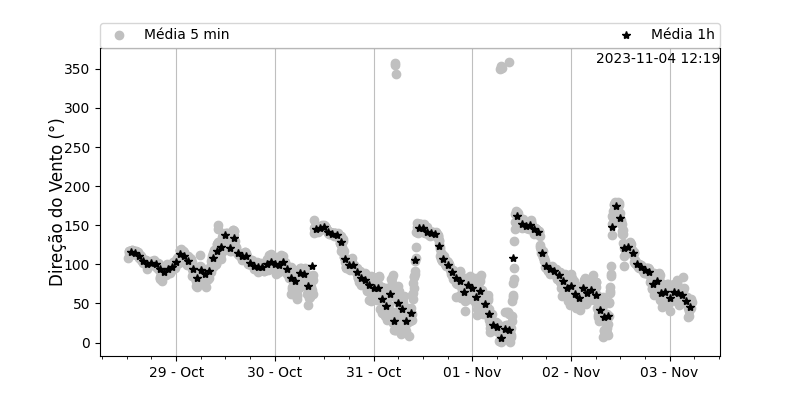 Média 5 min
Média 1h
2023-11-04 12:19
Direção do Vento (°)
350
300
250
200
150
100
50
0
29 - Oct
30 - Oct
31 - Oct
01 - Nov
02 - Nov
03 - Nov